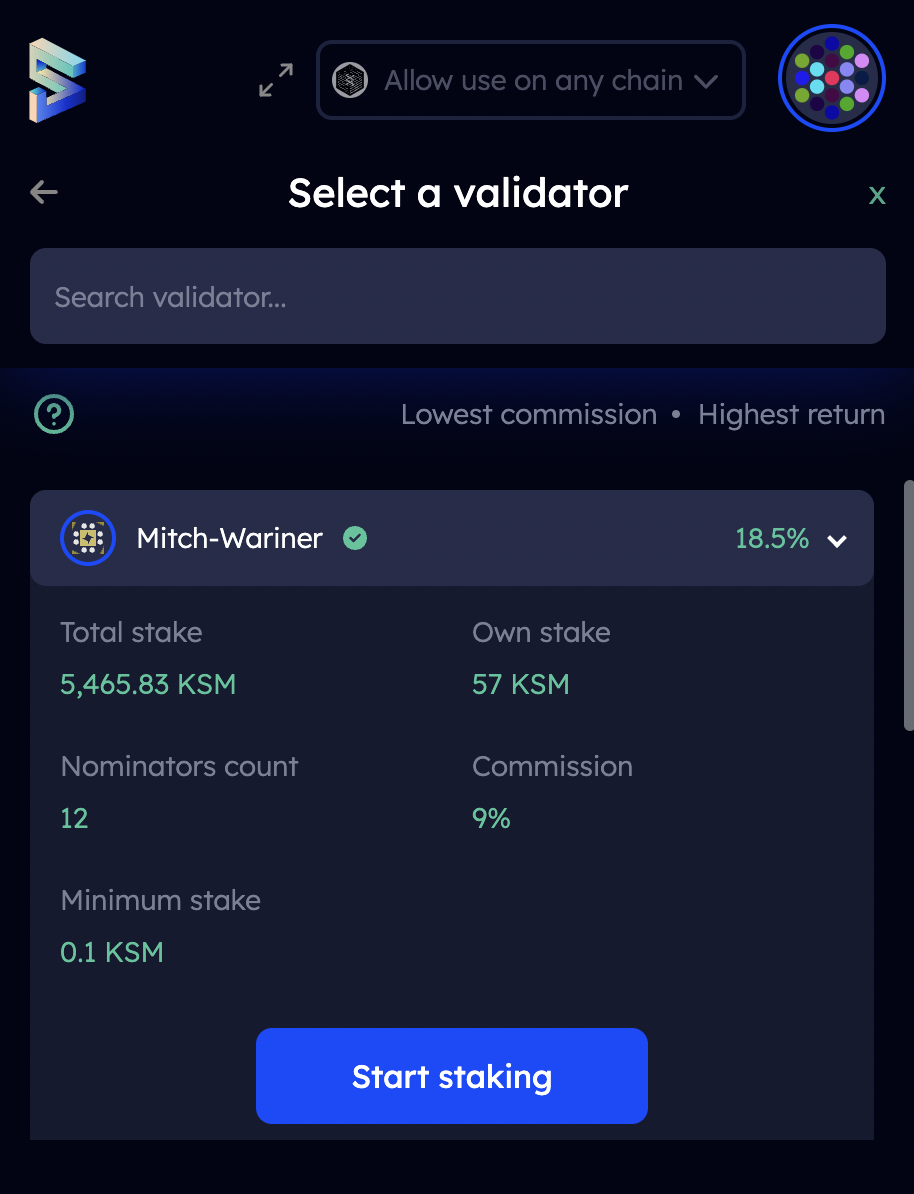 Allow use on any chain
Select a validator
x
Search validator...
Lowest commission • Highest return
Mitch-Wariner 18.5%
Total stake Own stake
5,465.83 KSM 57 KSM
Nominators count Commission
12 9%
Minimum stake
0.1 KSM
Start staking